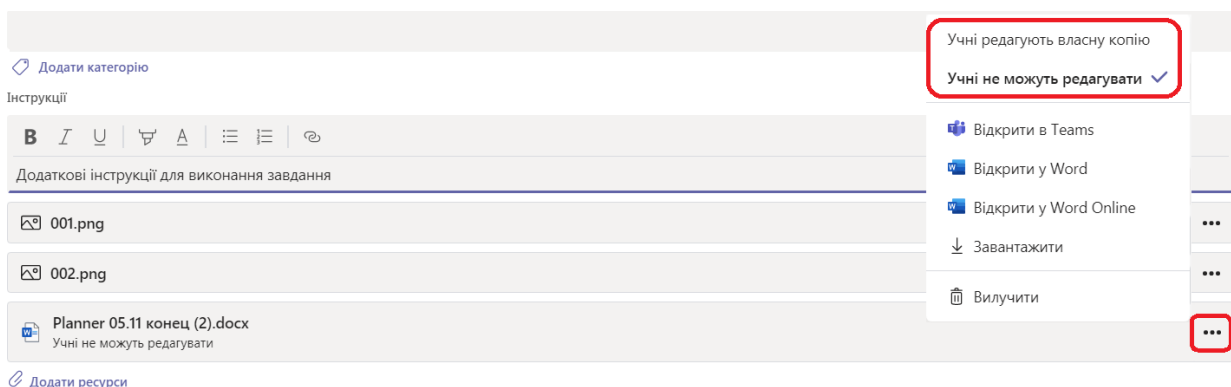 Додати категорію
Інструкції
B I U A
Додаткові інструкції для виконання завдання
001.png
002.png
Planner 05.11 конец (2).docx
Учні не можуть редагувати
Додати ресурси
Учні редагують власну копію
Учні не можуть редагувати
Відкрити в Teams
Відкрити у Word
Відкрити у Word Online
Завантажити
Вилучити